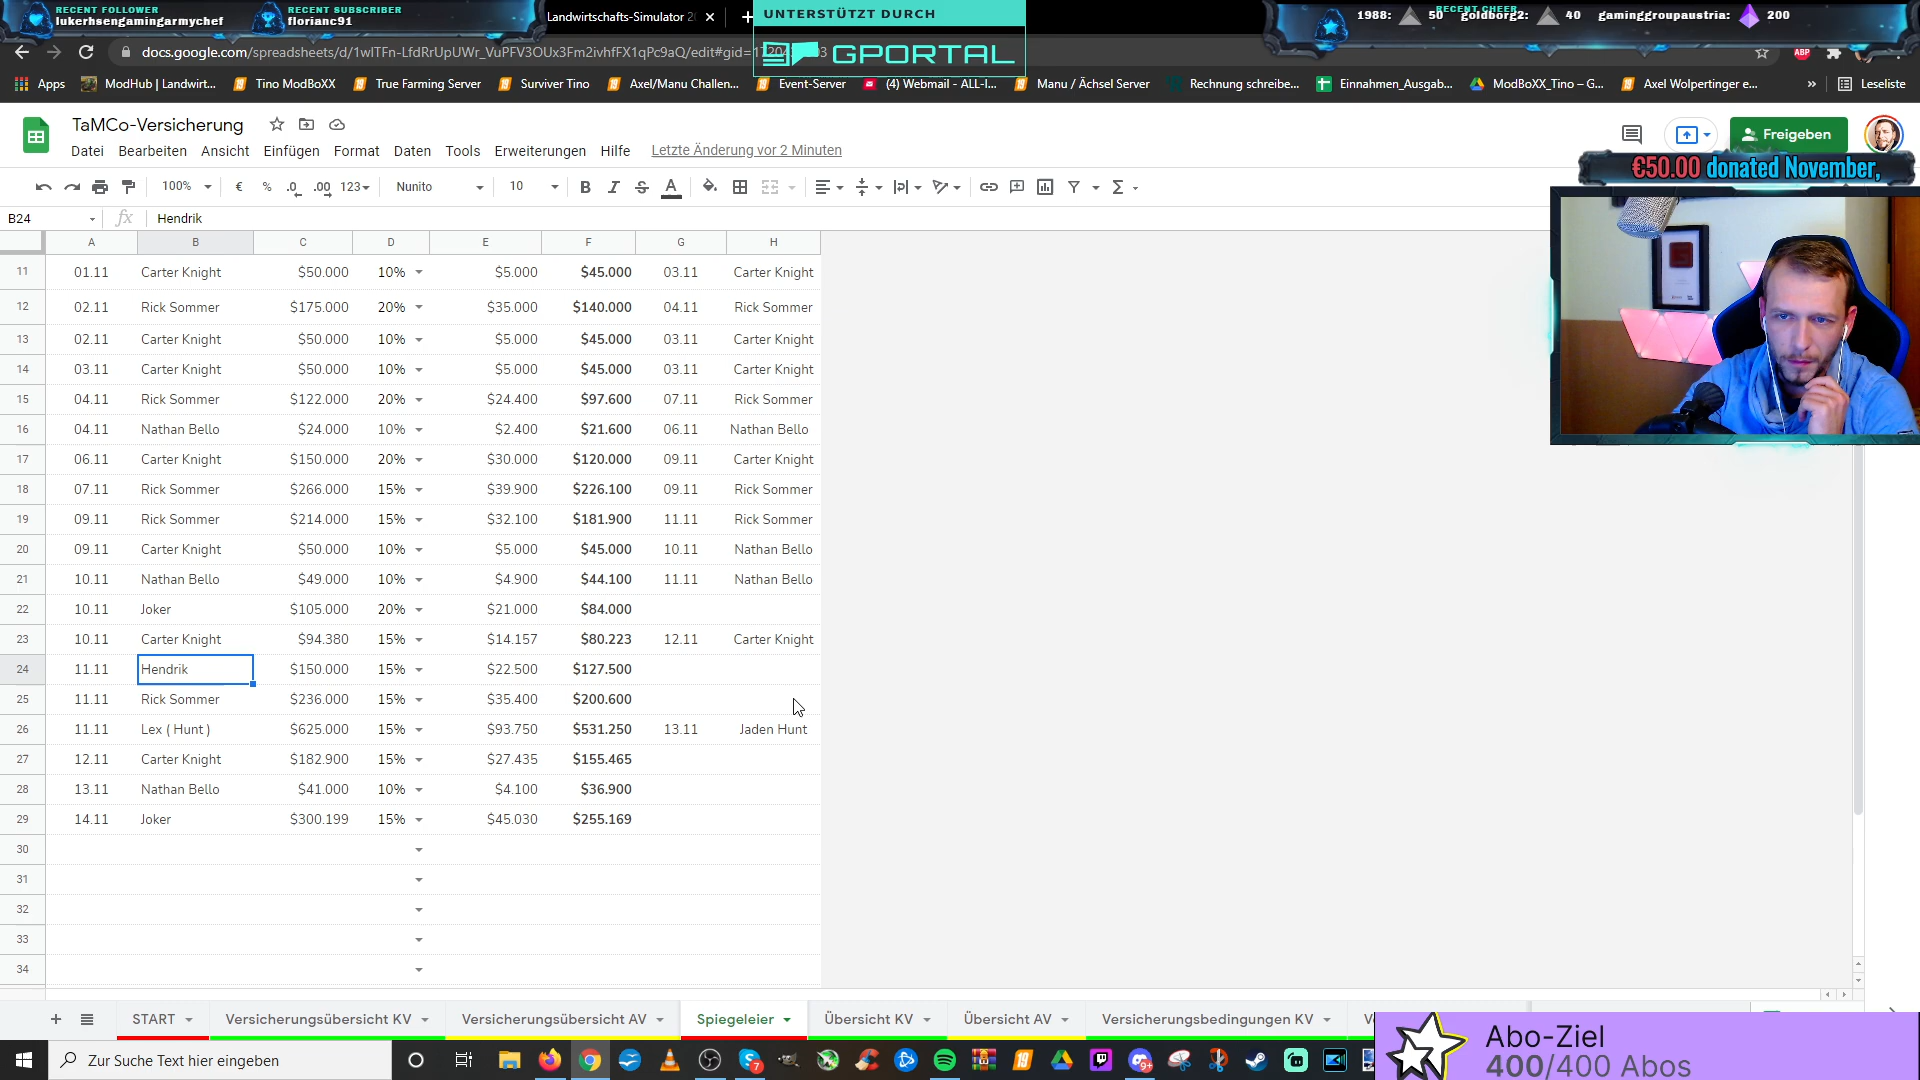 RECENT FOLLOWER
lukerhsengamingarmychef
RECENT SUBSCRIBER
florianc91
Landwirtschafts-Simulator 2
UNTERSTÜTZT DURCH
GPORTAL
RECENT CHEER
1988: 50 goldborg2: 40 gaminggroupaustria: 200
docs.google.com/spreadsheets/d/1wlTFn-LfdRrUpUWr_VuPFV3OUx3Fm2ivhfFX1qPc9aQ/edit#gid=
Apps ModHub | Landwirt... Tino ModBoXX True Farming Server Surviver Tino Axel/Manu Challen... Event-Server (4) Webmail - ALL-I... Manu / Ächsel Server Rechnung schreibe... Einnahmen_Ausgab... ModBoXX_Tino – G... Axel Wolpertinger e... » Leseliste
TaMCo-Versicherung
Freigeben
Datei Bearbeiten Ansicht Einfügen Format Daten Tools Erweiterungen Hilfe Letzte Änderung vor 2 Minuten
€50.00 donated November,
100% € % .0 .00 123 Nunito 10 B I S A Σ
B24 fx Hendrik
A B C D E F G H
11 01.11 Carter Knight $50.000 10% $5.000 $45.000 03.11 Carter Knight
12 02.11 Rick Sommer $175.000 20% $35.000 $140.000 04.11 Rick Sommer
13 02.11 Carter Knight $50.000 10% $5.000 $45.000 03.11 Carter Knight
14 03.11 Carter Knight $50.000 10% $5.000 $45.000 03.11 Carter Knight
15 04.11 Rick Sommer $122.000 20% $24.400 $97.600 07.11 Rick Sommer
16 04.11 Nathan Bello $24.000 10% $2.400 $21.600 06.11 Nathan Bello
17 06.11 Carter Knight $150.000 20% $30.000 $120.000 09.11 Carter Knight
18 07.11 Rick Sommer $266.000 15% $39.900 $226.100 09.11 Rick Sommer
19 09.11 Rick Sommer $214.000 15% $32.100 $181.900 11.11 Rick Sommer
20 09.11 Carter Knight $50.000 10% $5.000 $45.000 10.11 Nathan Bello
21 10.11 Nathan Bello $49.000 10% $4.900 $44.100 11.11 Nathan Bello
22 10.11 Joker $105.000 20% $21.000 $84.000
23 10.11 Carter Knight $94.380 15% $14.157 $80.223 12.11 Carter Knight
24 11.11 Hendrik $150.000 15% $22.500 $127.500
25 11.11 Rick Sommer $236.000 15% $35.400 $200.600
26 11.11 Lex ( Hunt ) $625.000 15% $93.750 $531.250 13.11 Jaden Hunt
27 12.11 Carter Knight $182.900 15% $27.435 $155.465
28 13.11 Nathan Bello $41.000 10% $4.100 $36.900
29 14.11 Joker $300.199 15% $45.030 $255.169
30
31
32
33
34
START Versicherungsübersicht KV Versicherungsübersicht AV Spiegeleier Übersicht KV Übersicht AV Versicherungsbedingungen KV
Zur Suche Text hier eingeben
Abo-Ziel
400/400 Abos